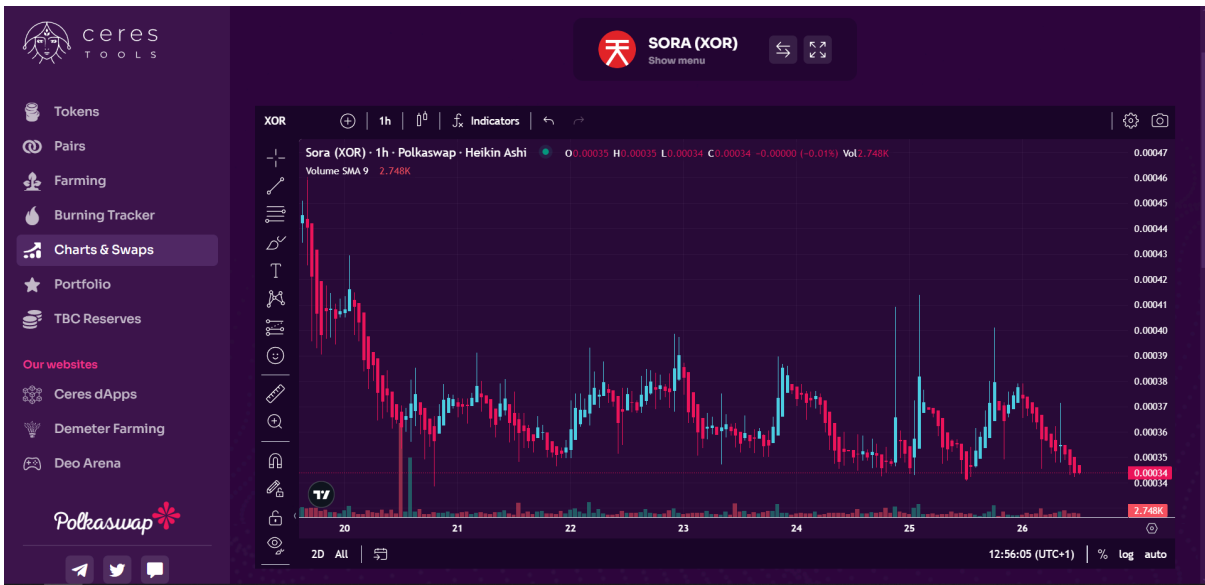 ceres
TOOLS
Tokens
Pairs
Farming
Burning Tracker
Charts & Swaps
Portfolio
TBC Reserves
Our websites
Ceres dApps
Demeter Farming
Deo Arena
Polkaswap
天
SORA (XOR)
Show menu
XOR
1h
fx Indicators
Sora (XOR) · 1h · Polkaswap · Heikin Ashi
O0.00035 H0.00035 L0.00034 C0.00034 −0.00000 (−0.01%) Vol2.748K
Volume SMA 9 2.748K
T
0.00047
0.00046
0.00045
0.00044
0.00043
0.00042
0.00041
0.00040
0.00039
0.00038
0.00037
0.00036
0.00035
0.00034
0.00034
2.748K
20
21
22
23
24
25
26
2D All
12:56:05 (UTC+1) % log auto